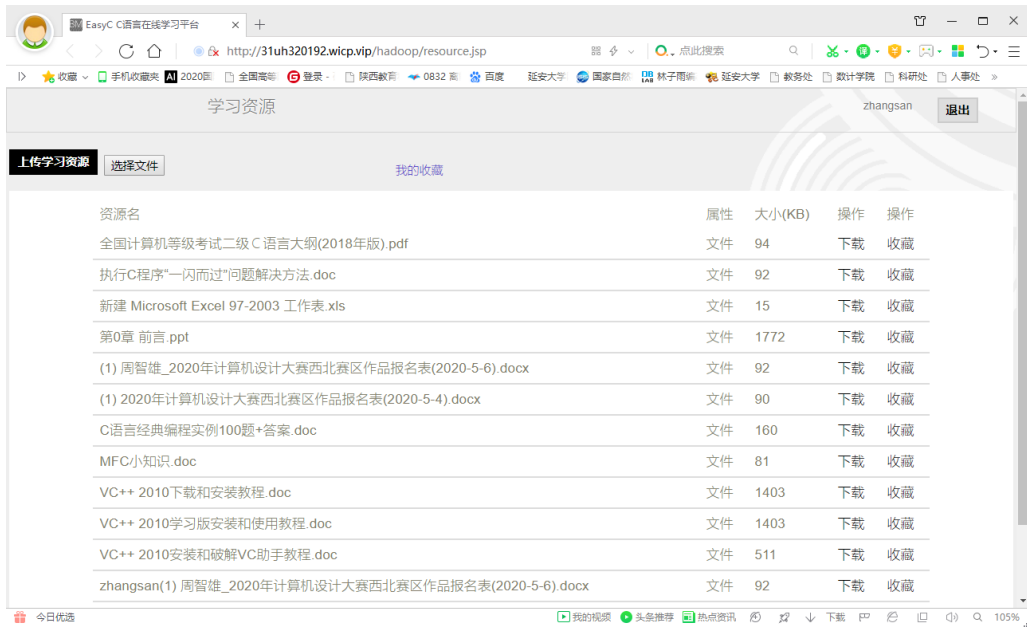 EasyC C语言在线学习平台
http://31uh320192.wicp.vip/hadoop/resource.jsp 点此搜索
收藏 手机收藏夹 2020国 全国高等 登录 - 陕西教育 0832 商 百度 延安大学 国家自然 林子雨编 延安大学 教务处 数计学院 科研处 人事处 »
学习资源 zhangsan 退出
上传学习资源 选择文件 我的收藏
资源名 属性 大小(KB) 操作 操作
全国计算机等级考试二级C语言大纲(2018年版).pdf 文件 94 下载 收藏
执行C程序"一闪而过"问题解决方法.doc 文件 92 下载 收藏
新建 Microsoft Excel 97-2003 工作表.xls 文件 15 下载 收藏
第0章 前言.ppt 文件 1772 下载 收藏
(1) 周智雄_2020年计算机设计大赛西北赛区作品报名表(2020-5-6).docx 文件 92 下载 收藏
(1) 2020年计算机设计大赛西北赛区作品报名表(2020-5-4).docx 文件 90 下载 收藏
C语言经典编程实例100题+答案.doc 文件 160 下载 收藏
MFC小知识.doc 文件 81 下载 收藏
VC++ 2010下载和安装教程.doc 文件 1403 下载 收藏
VC++ 2010学习版安装和使用教程.doc 文件 1403 下载 收藏
VC++ 2010安装和破解VC助手教程.doc 文件 511 下载 收藏
zhangsan(1) 周智雄_2020年计算机设计大赛西北赛区作品报名表(2020-5-6).docx 文件 92 下载 收藏
今日优选 我的视频 头条推荐 热点资讯 下载 105%